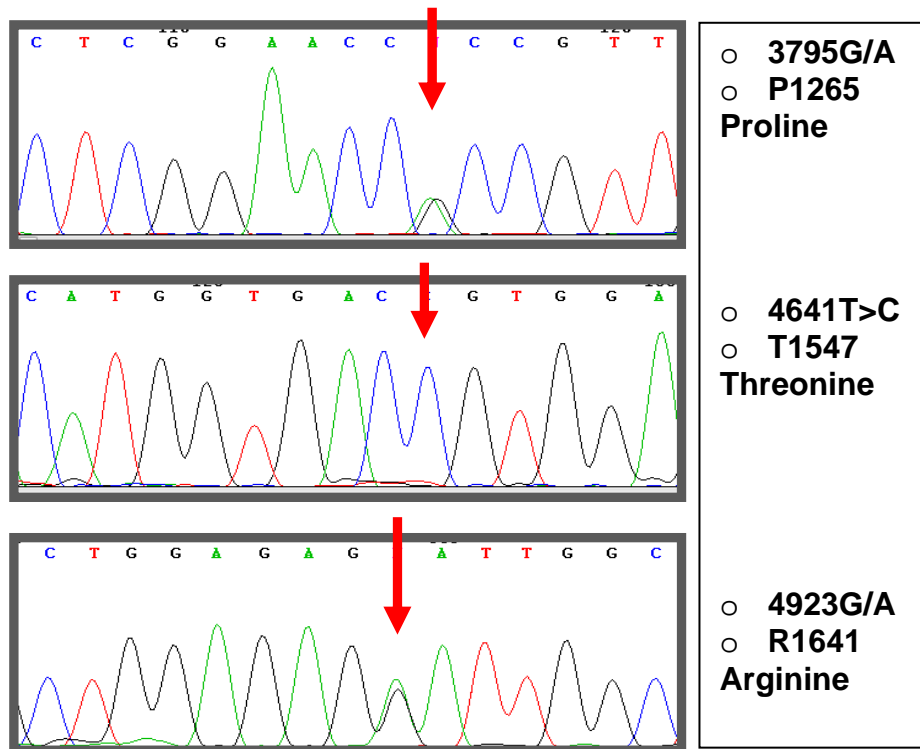 C T C G G A A C C N C C G T T
3795G/A
P1265
Proline
C A T G G T G A C G T G G A
4641T>C
T1547
Threonine
C T G G A G A G A T T G G C
4923G/A
R1641
Arginine